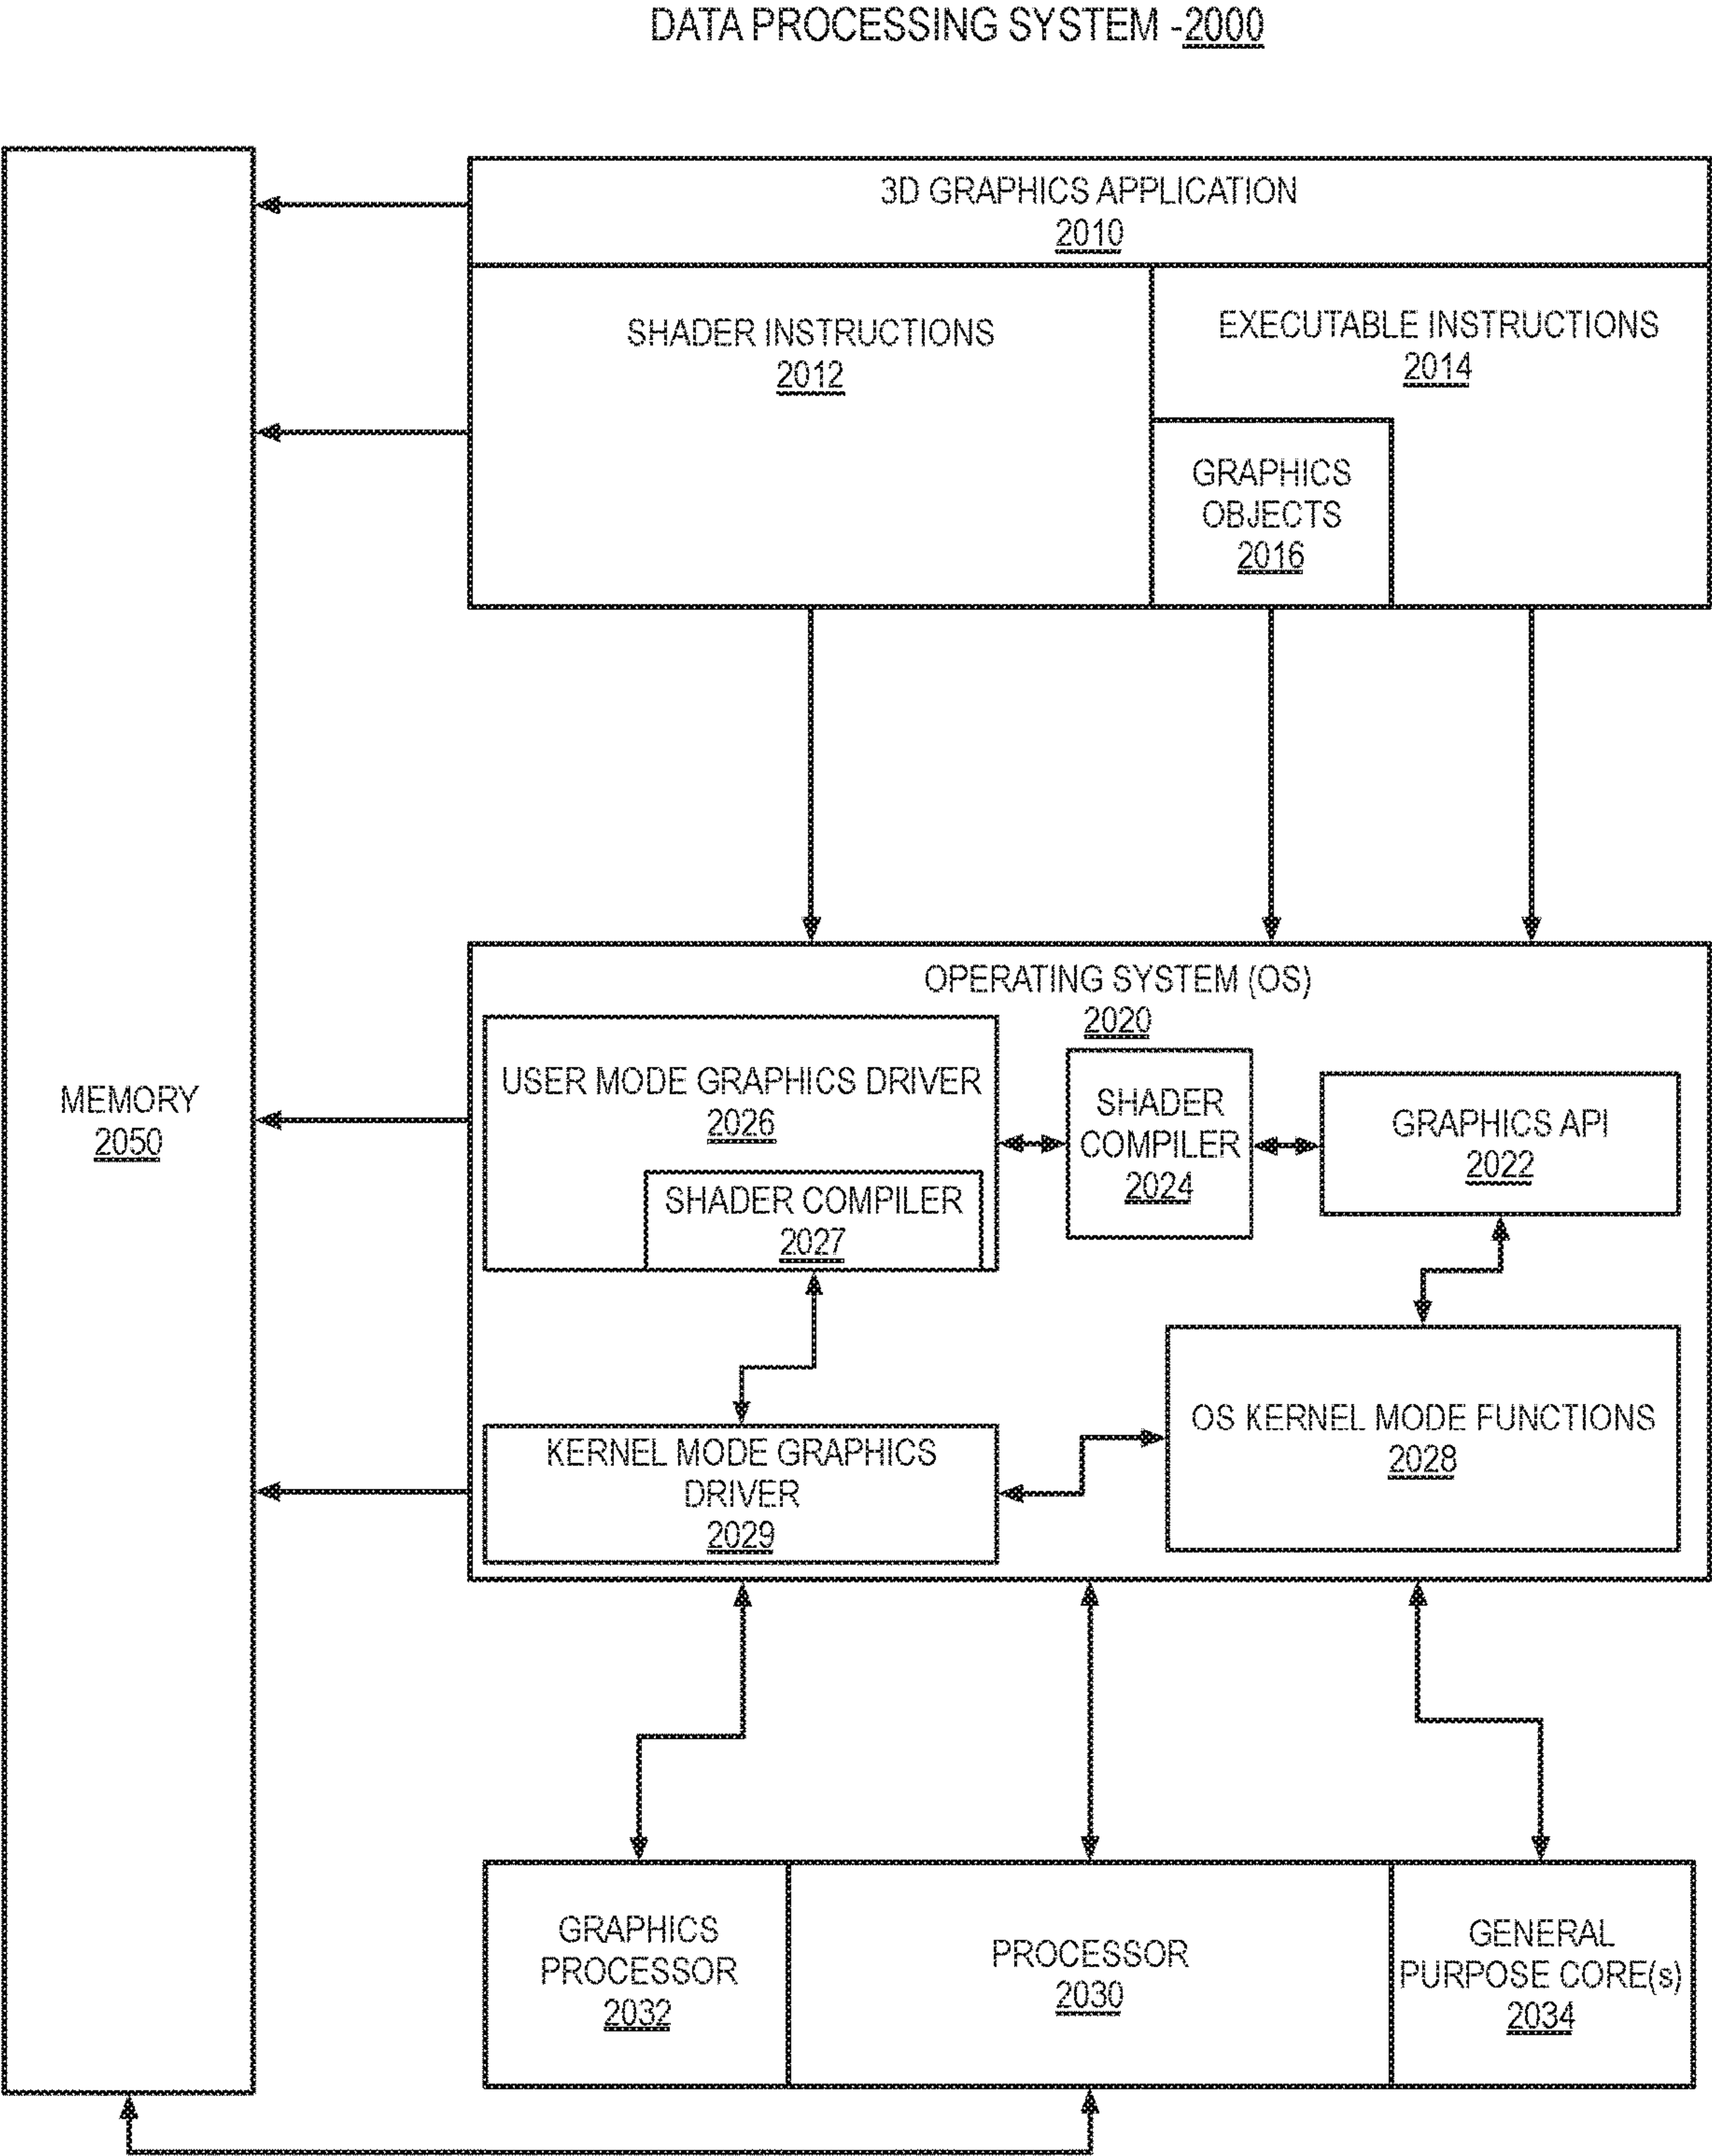 DATA PROCESSING SYSTEM -2000
3D GRAPHICS APPLICATION
2010
SHADER INSTRUCTIONS
2012
EXECUTABLE INSTRUCTIONS
2014
GRAPHICS
OBJECTS
2016
MEMORY
2050
OPERATING SYSTEM (OS)
2020
USER MODE GRAPHICS DRIVER
2026
SHADER COMPILER
2027
SHADER
COMPILER
2024
GRAPHICS API
2022
KERNEL MODE GRAPHICS
DRIVER
2029
OS KERNEL MODE FUNCTIONS
2028
GRAPHICS
PROCESSOR
2032
PROCESSOR
2030
GENERAL
PURPOSE CORE(s)
2034